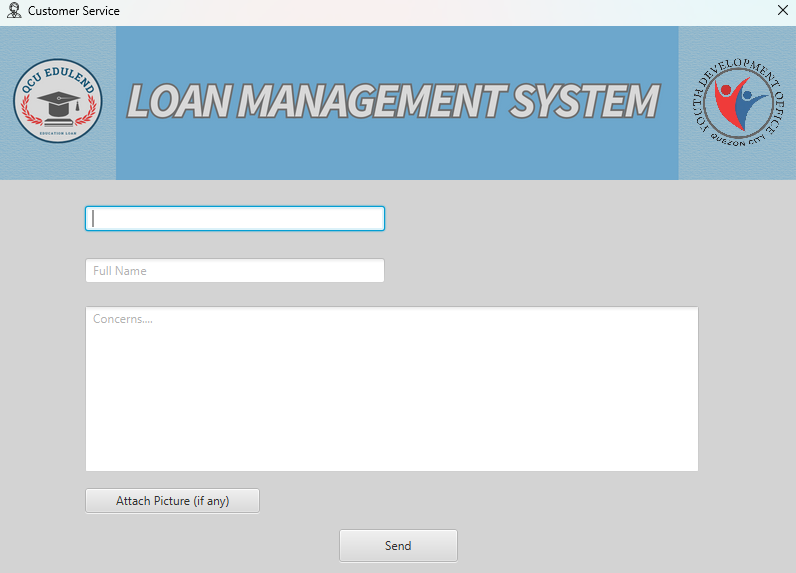 Customer Service
QCU EDULEND
EDUCATION LOAN
LOAN MANAGEMENT SYSTEM
YOUTH DEVELOPMENT OFFICE
QUEZON CITY
Full Name
Concerns....
Attach Picture (if any)
Send